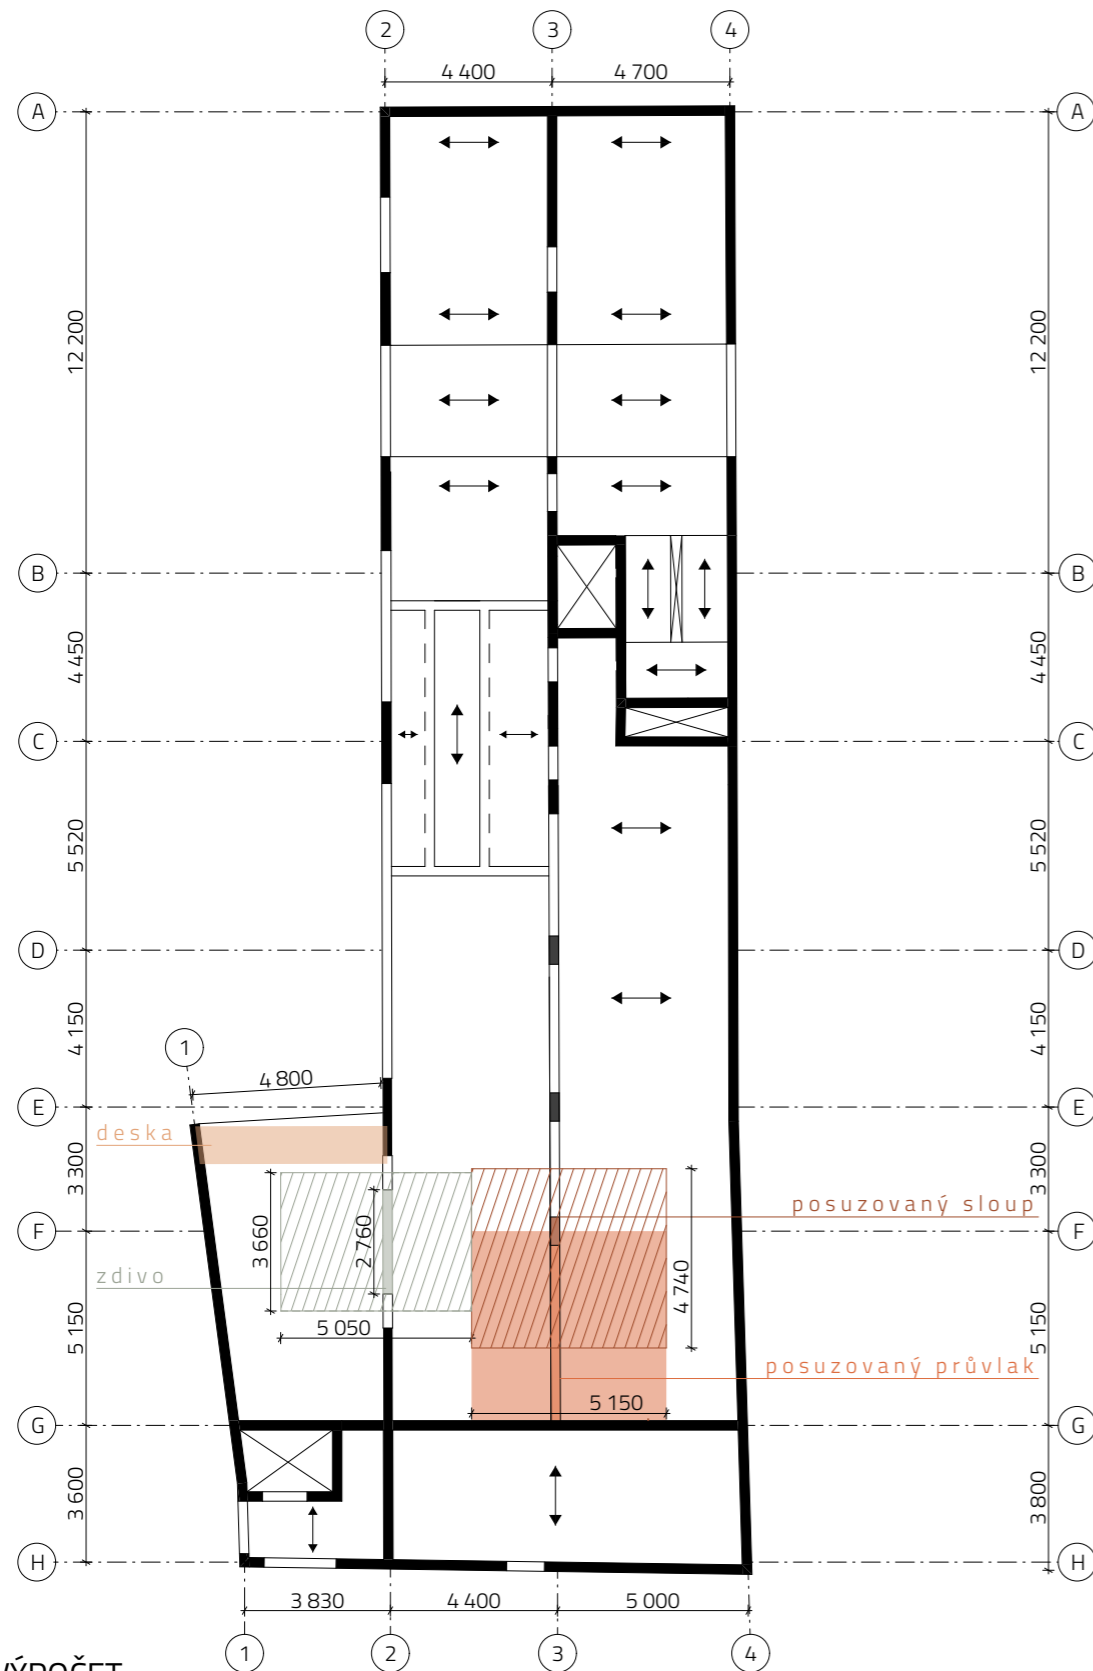 2 3 4
4 400 4 700
A A
12 200 12 200
B B
4 450 4 450
C C
5 520 5 520
D D
4 150 4 150
1
4 800
E E
deska
3 300 3 300
posuzovaný sloup
F F
3 660 2 760
zdivo
4 740
5 050
5 150 5 150
posuzovaný průvlak
5 150
G G
3 600 3 800
H H
3 830 4 400 5 000
1 2 3 4
VÝPOČET